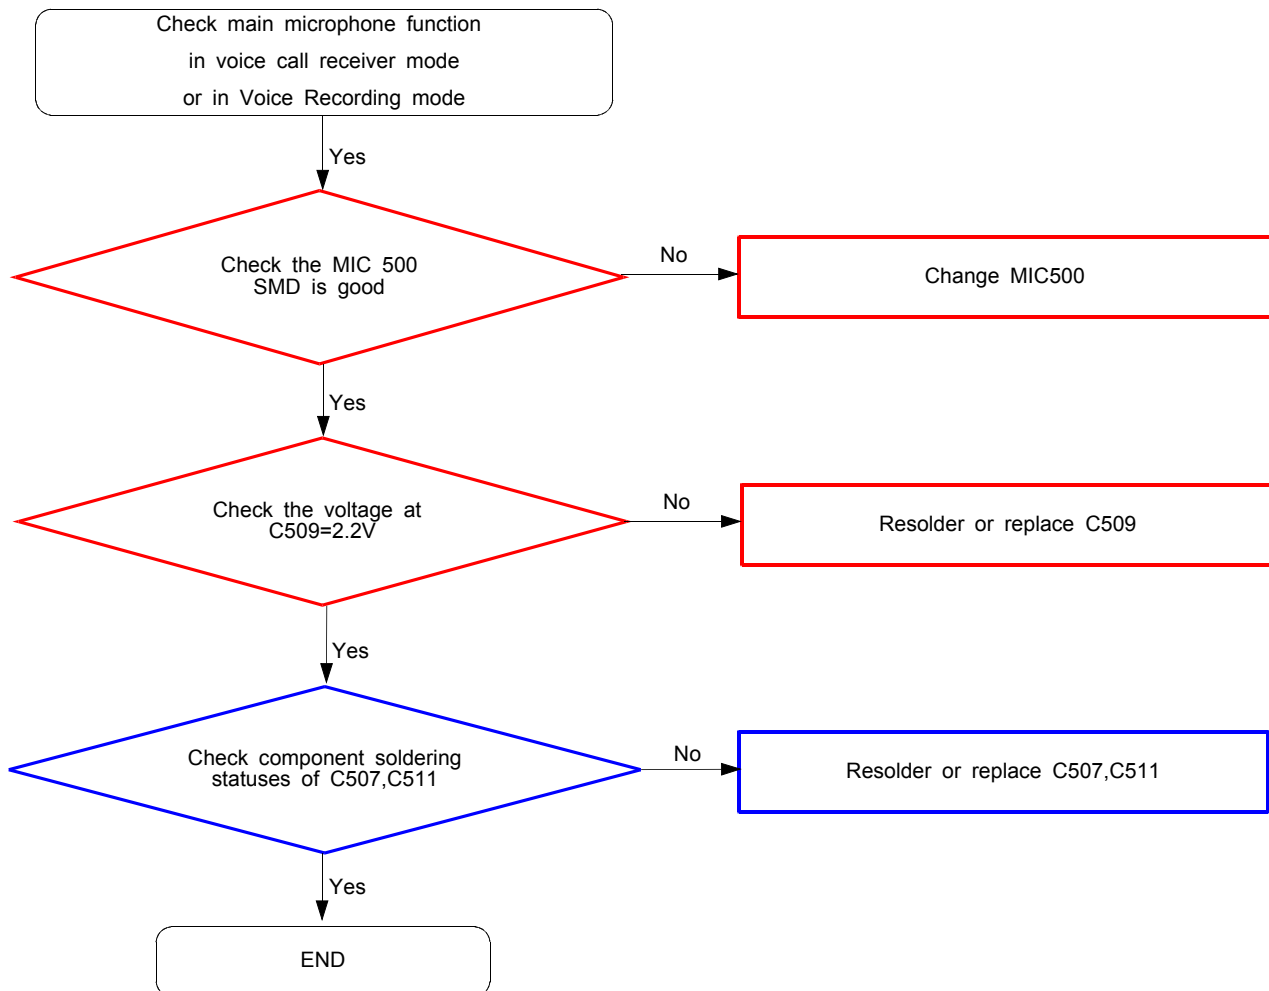 Check main microphone function
in voice call receiver mode
or in Voice Recording mode
Yes
Check the MIC 500
SMD is good
No
Change MIC500
Yes
Check the voltage at
C509=2.2V
No
Resolder or replace C509
Yes
Check component soldering
statuses of C507,C511
No
Resolder or replace C507,C511
Yes
END